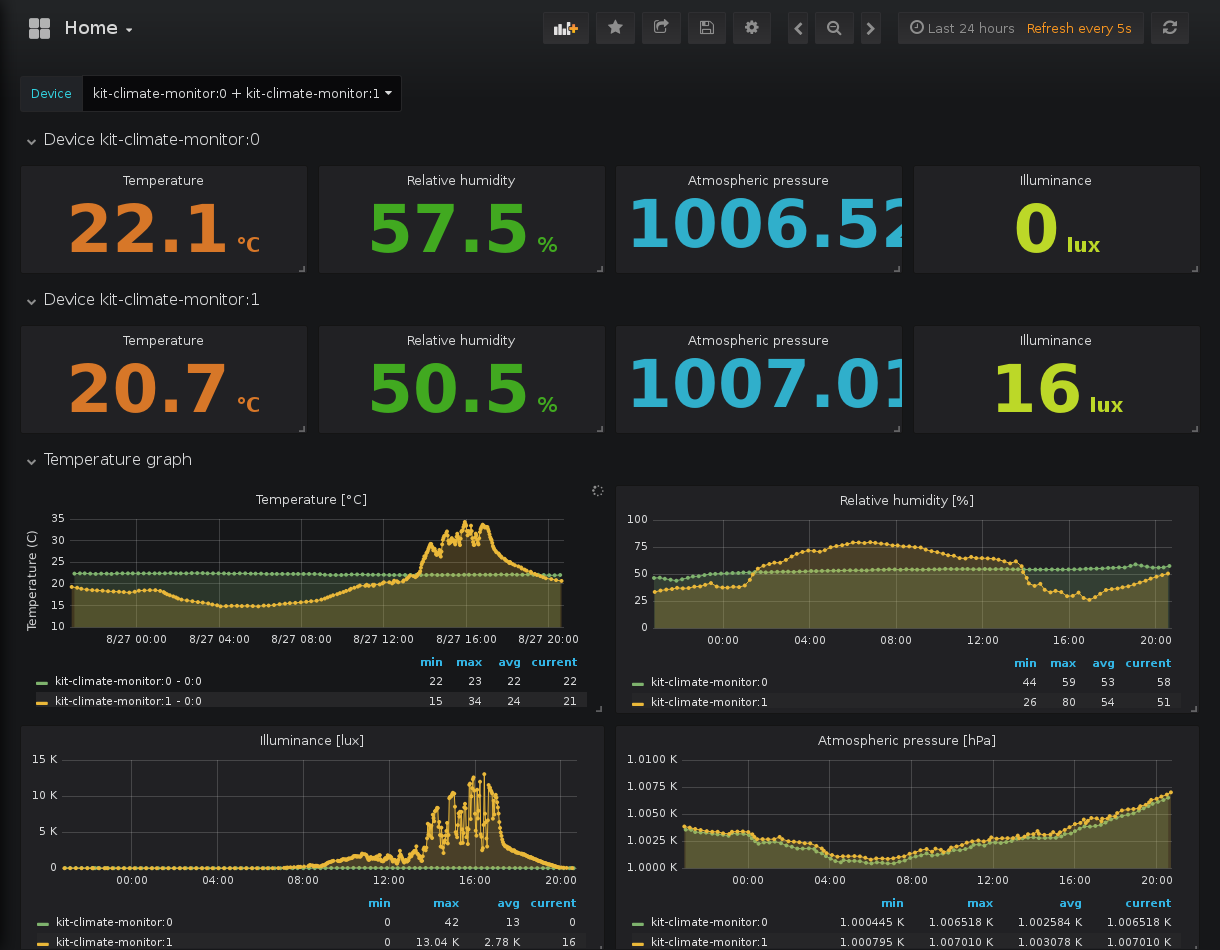 Home
Last 24 hours Refresh every 5s
Device kit-climate-monitor:0 + kit-climate-monitor:1
Device kit-climate-monitor:0
Temperature Relative humidity Atmospheric pressure Illuminance
22.1 °C 57.5 % 1006.52 0 lux
Device kit-climate-monitor:1
Temperature Relative humidity Atmospheric pressure Illuminance
20.7 °C 50.5 % 1007.01 16 lux
Temperature graph
Temperature [°C]
Temperature (C)
35
30
25
20
15
10
8/27 00:00 8/27 04:00 8/27 08:00 8/27 12:00 8/27 16:00 8/27 20:00
min max avg current
kit-climate-monitor:0 - 0:0 22 23 22 22
kit-climate-monitor:1 - 0:0 15 34 24 21
Relative humidity [%]
100
75
50
25
0
00:00 04:00 08:00 12:00 16:00 20:00
min max avg current
kit-climate-monitor:0 44 59 53 58
kit-climate-monitor:1 26 80 54 51
Illuminance [lux]
15 K
10 K
5 K
0
00:00 04:00 08:00 12:00 16:00 20:00
min max avg current
kit-climate-monitor:0 0 42 13 0
kit-climate-monitor:1 0 13.04 K 2.78 K 16
Atmospheric pressure [hPa]
1.0100 K
1.0075 K
1.0050 K
1.0025 K
1.0000 K
00:00 04:00 08:00 12:00 16:00 20:00
min max avg current
kit-climate-monitor:0 1.000445 K 1.006518 K 1.002584 K 1.006518 K
kit-climate-monitor:1 1.000795 K 1.007010 K 1.003078 K 1.007010 K